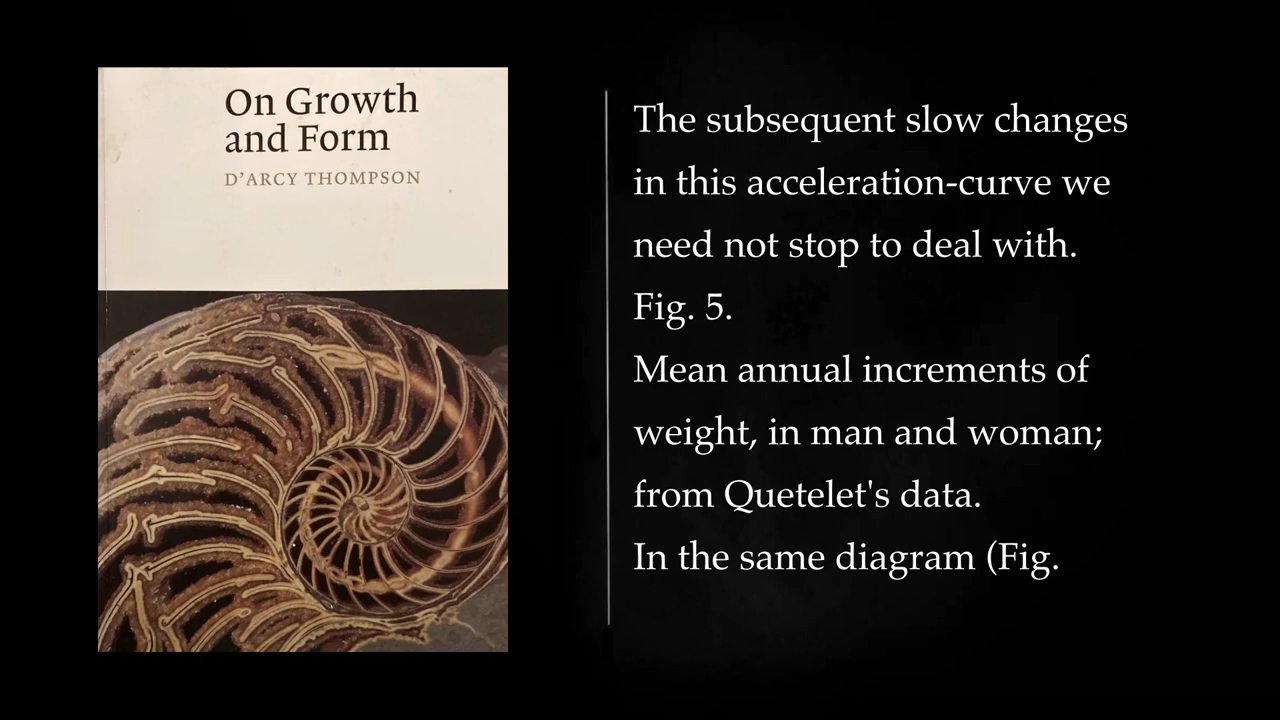 On Growth
and Form
D'ARCY THOMPSON
The subsequent slow changes
in this acceleration-curve we
need not stop to deal with.
Fig. 5.
Mean annual increments of
weight, in man and woman;
from Quetelet's data.
In the same diagram (Fig.